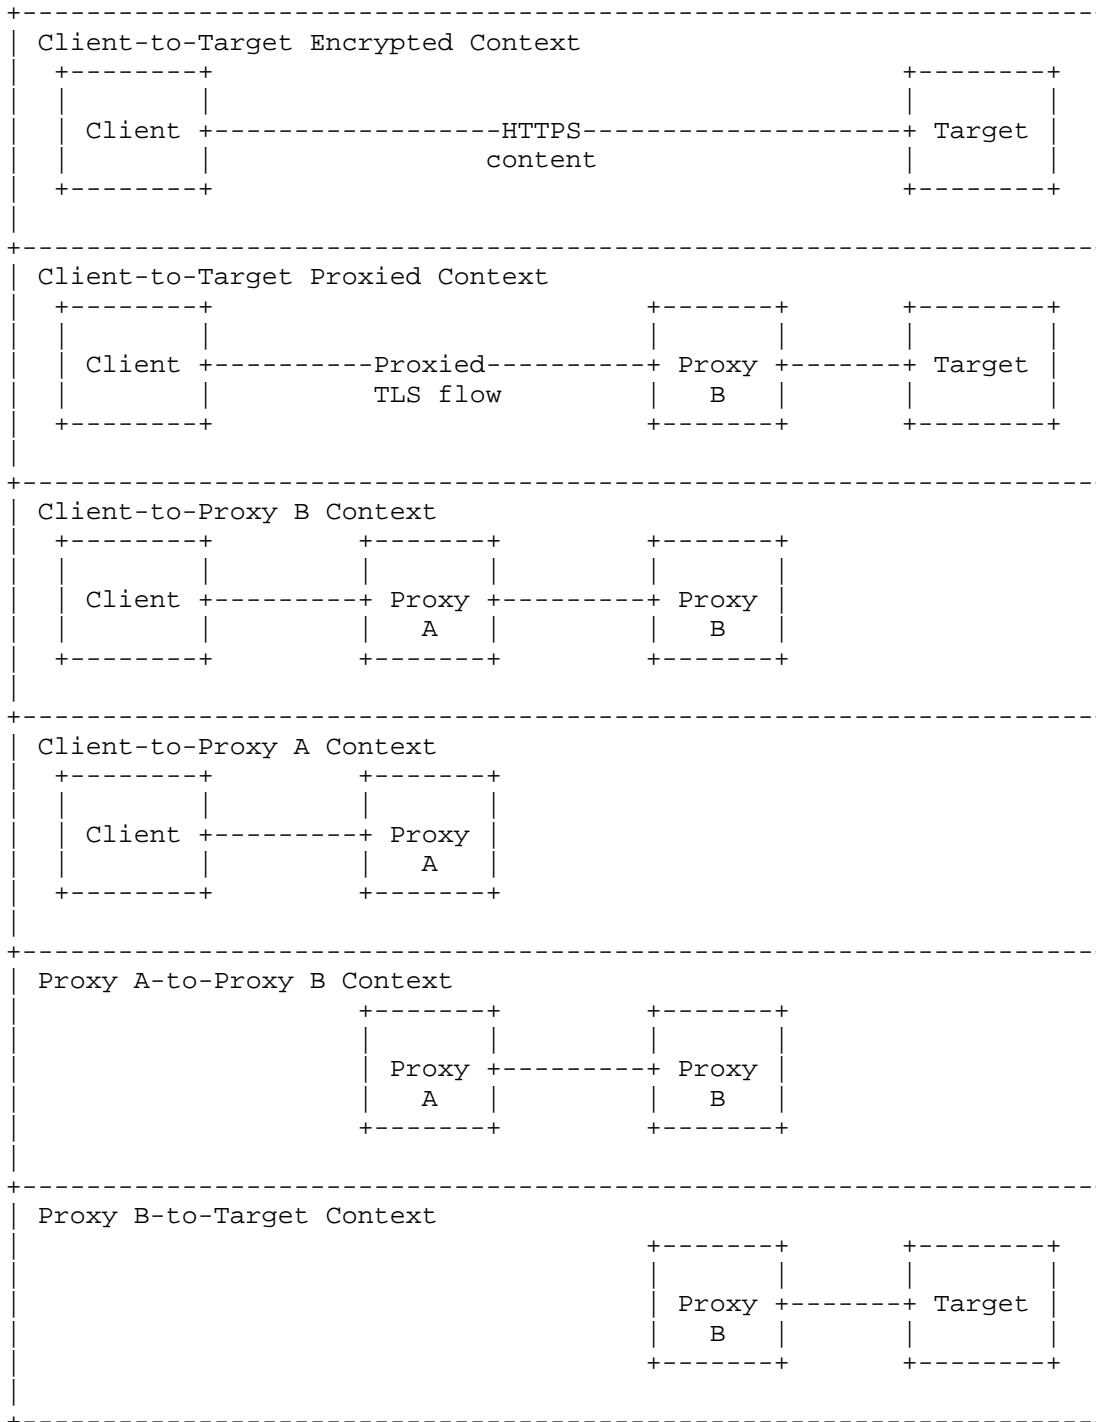 Client-to-Target Encrypted Context
Client HTTPS Target
content
Client-to-Target Proxied Context
Client Proxied Proxy Target
TLS flow B
Client-to-Proxy B Context
Client Proxy Proxy
A B
Client-to-Proxy A Context
Client Proxy
A
Proxy A-to-Proxy B Context
Proxy Proxy
A B
Proxy B-to-Target Context
Proxy Target
B